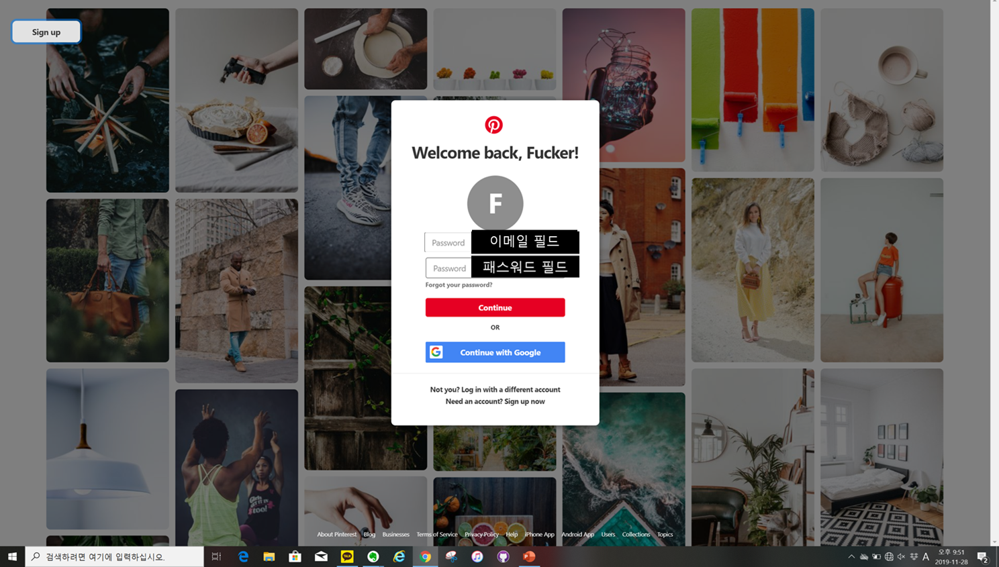 Sign up
Welcome back, Fucker!
F
Password 이메일 필드
Password 패스워드 필드
Forgot your password?
Continue
OR
G Continue with Google
Not you? Log in with a different account
Need an account? Sign up now
About Pinterest Blog Businesses Terms of Service Privacy Policy Help iPhone App Android App Users Collections Topics
검색하려면 여기에 입력하십시오.
TALK
A
오후 9:51
2019-11-28
2